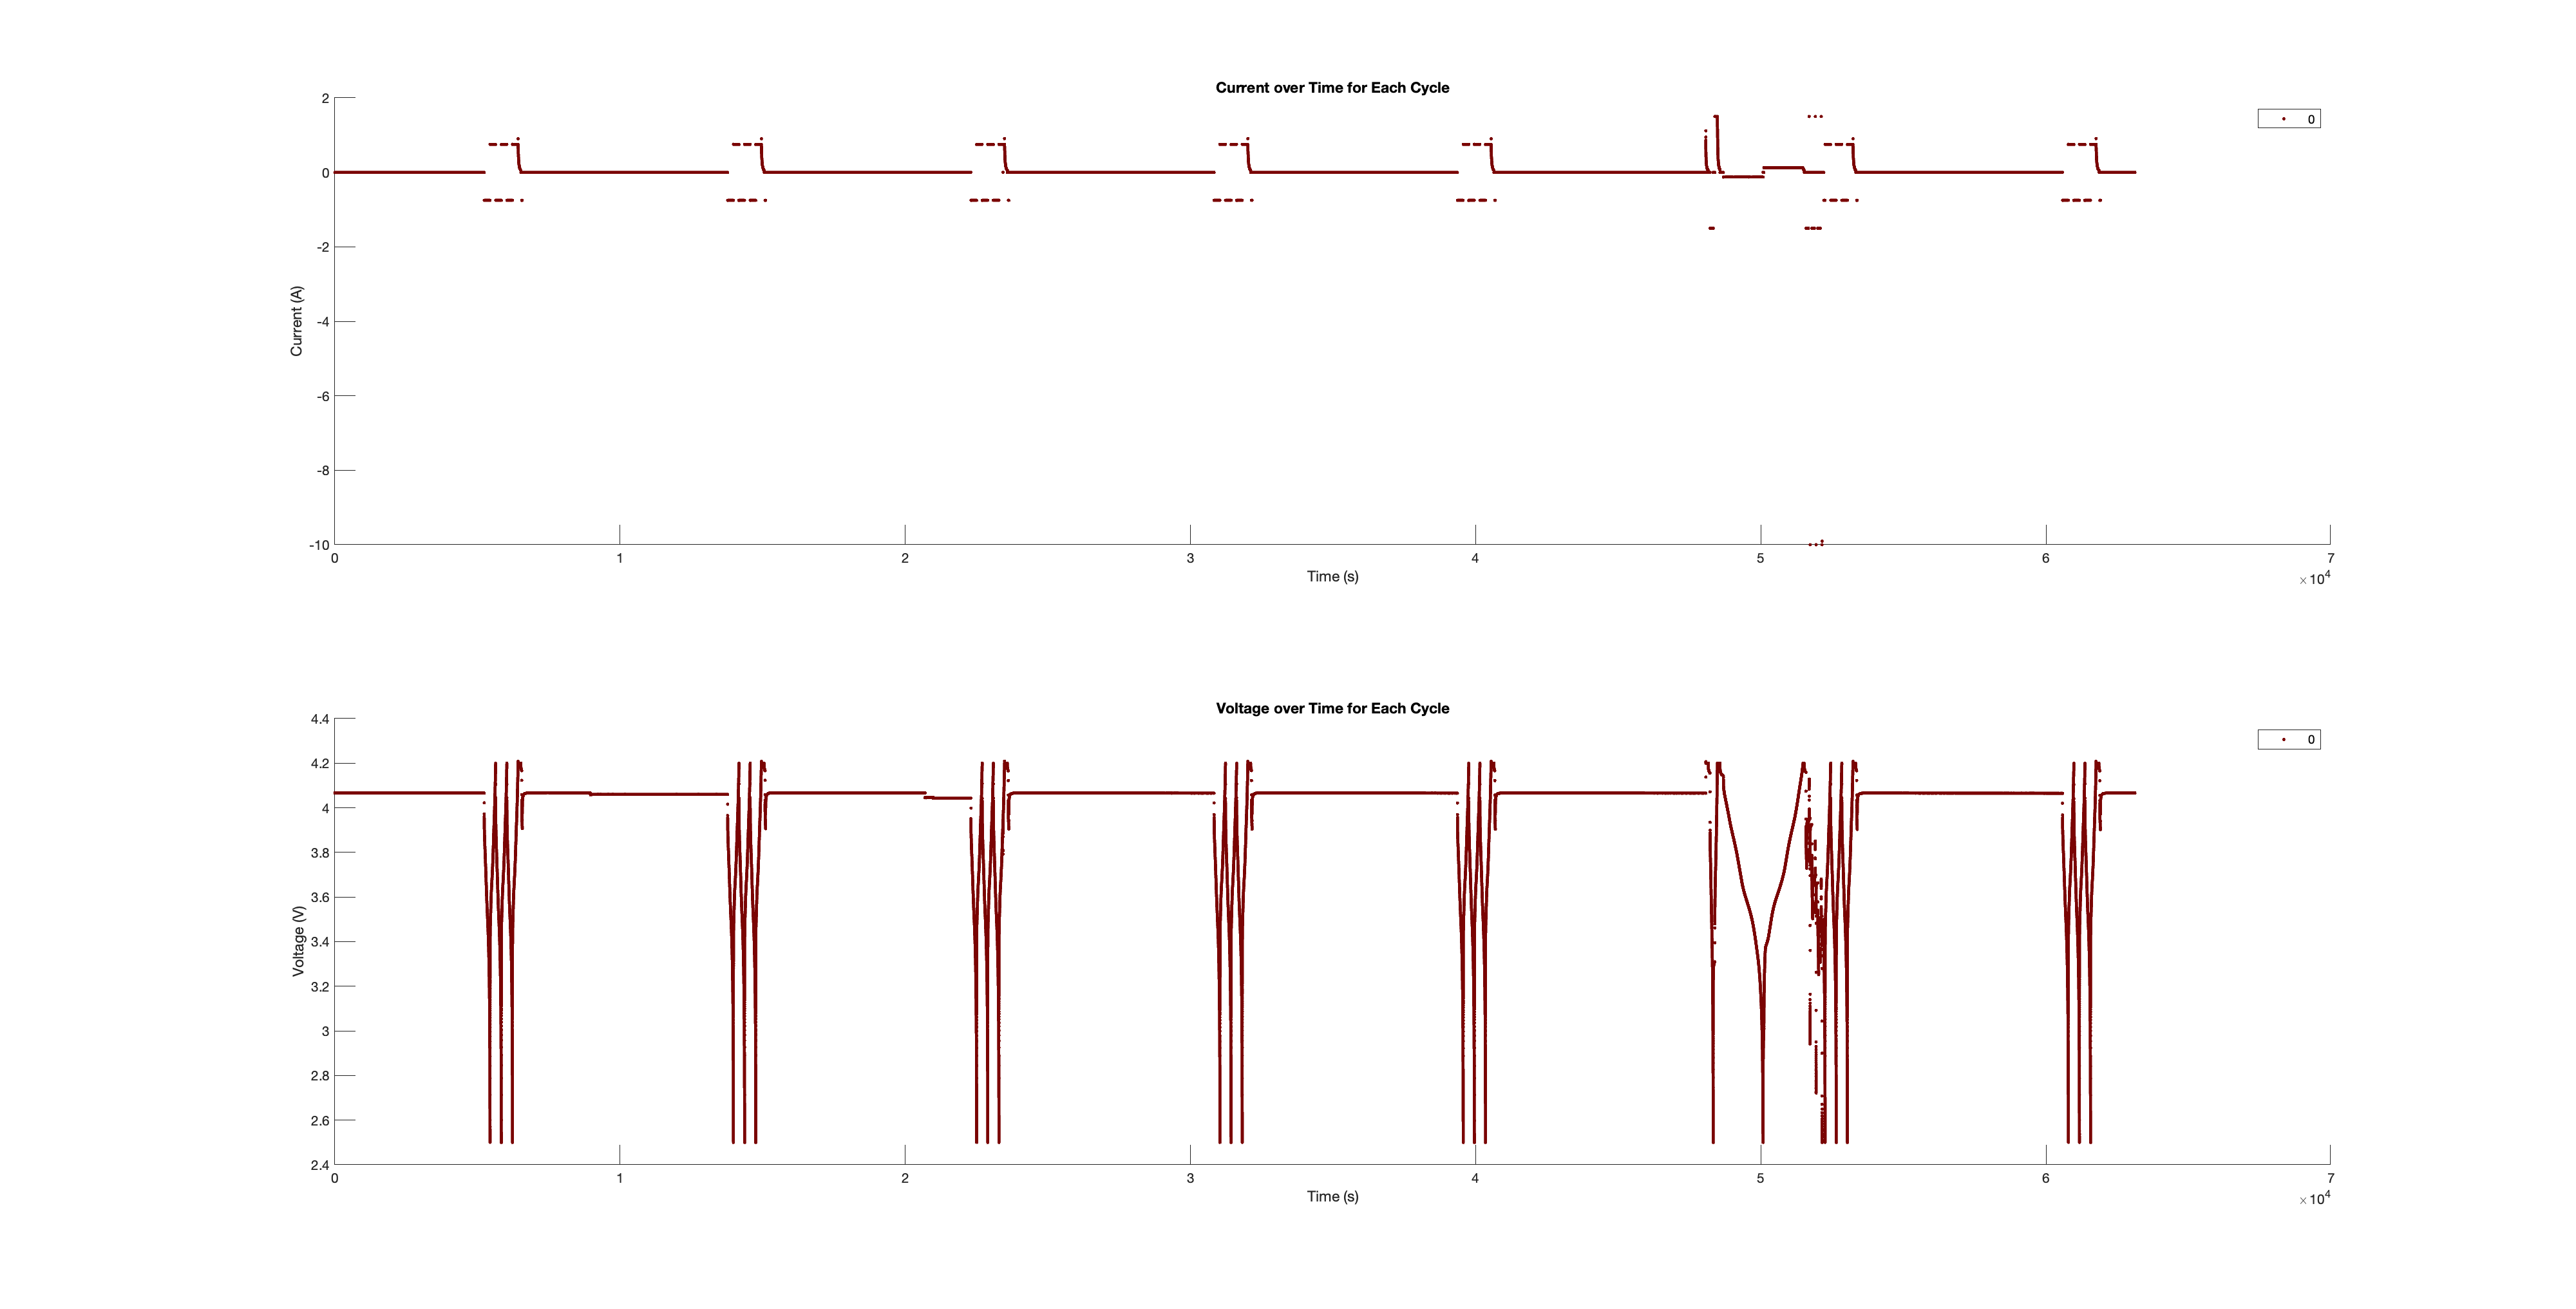 Current over Time for Each Cycle
2
0
-2
-4
-6
-8
-10
Current (A)
0
0 1 2 3 4 5 6 7
Time (s)
×10^4
Voltage over Time for Each Cycle
4.4
4.2
4
3.8
3.6
3.4
3.2
3
2.8
2.6
2.4
Voltage (V)
0
0 1 2 3 4 5 6 7
Time (s)
×10^4